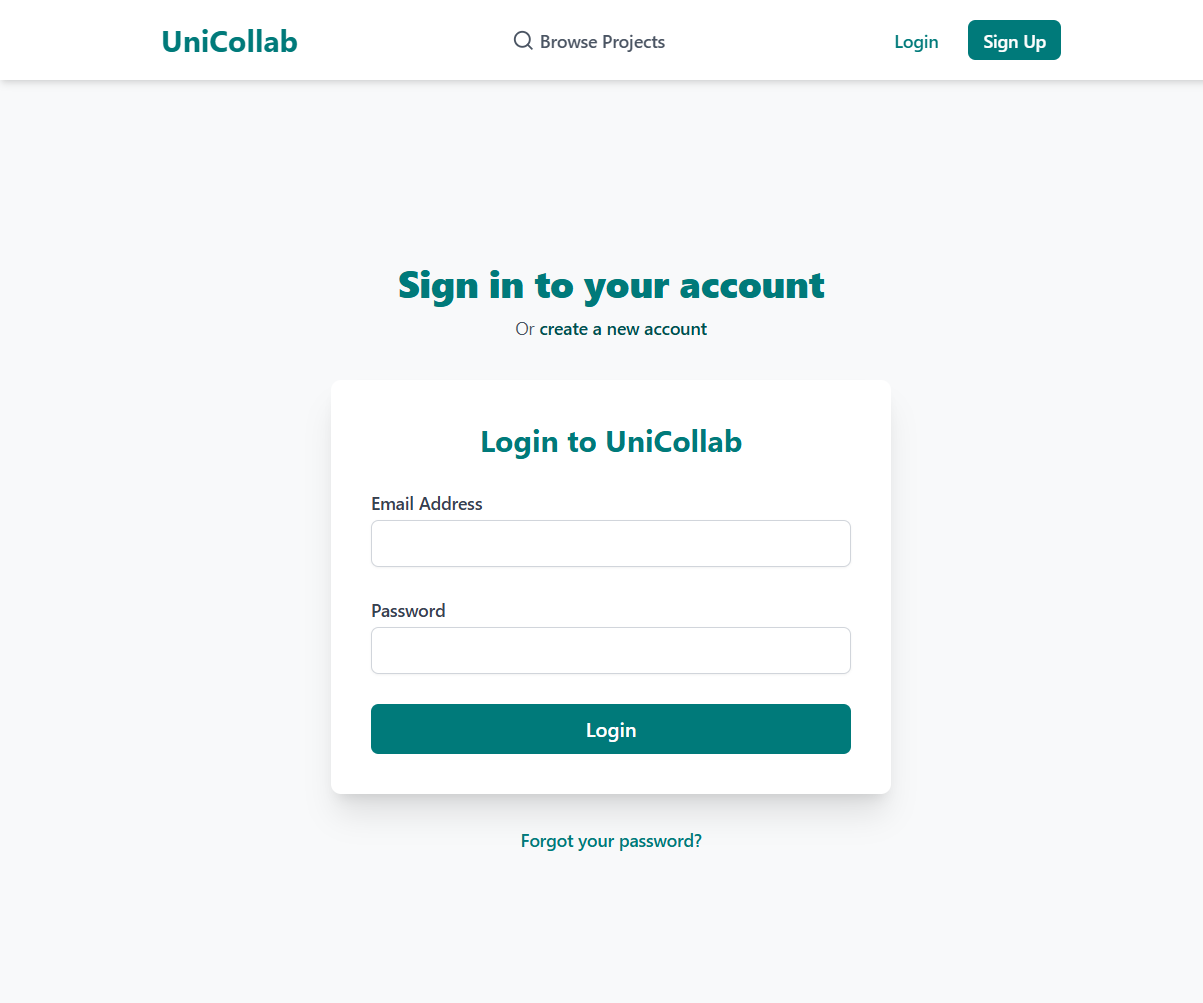 UniCollab
Browse Projects
Login
Sign Up
Sign in to your account
Or create a new account
Login to UniCollab
Email Address
Password
Login
Forgot your password?